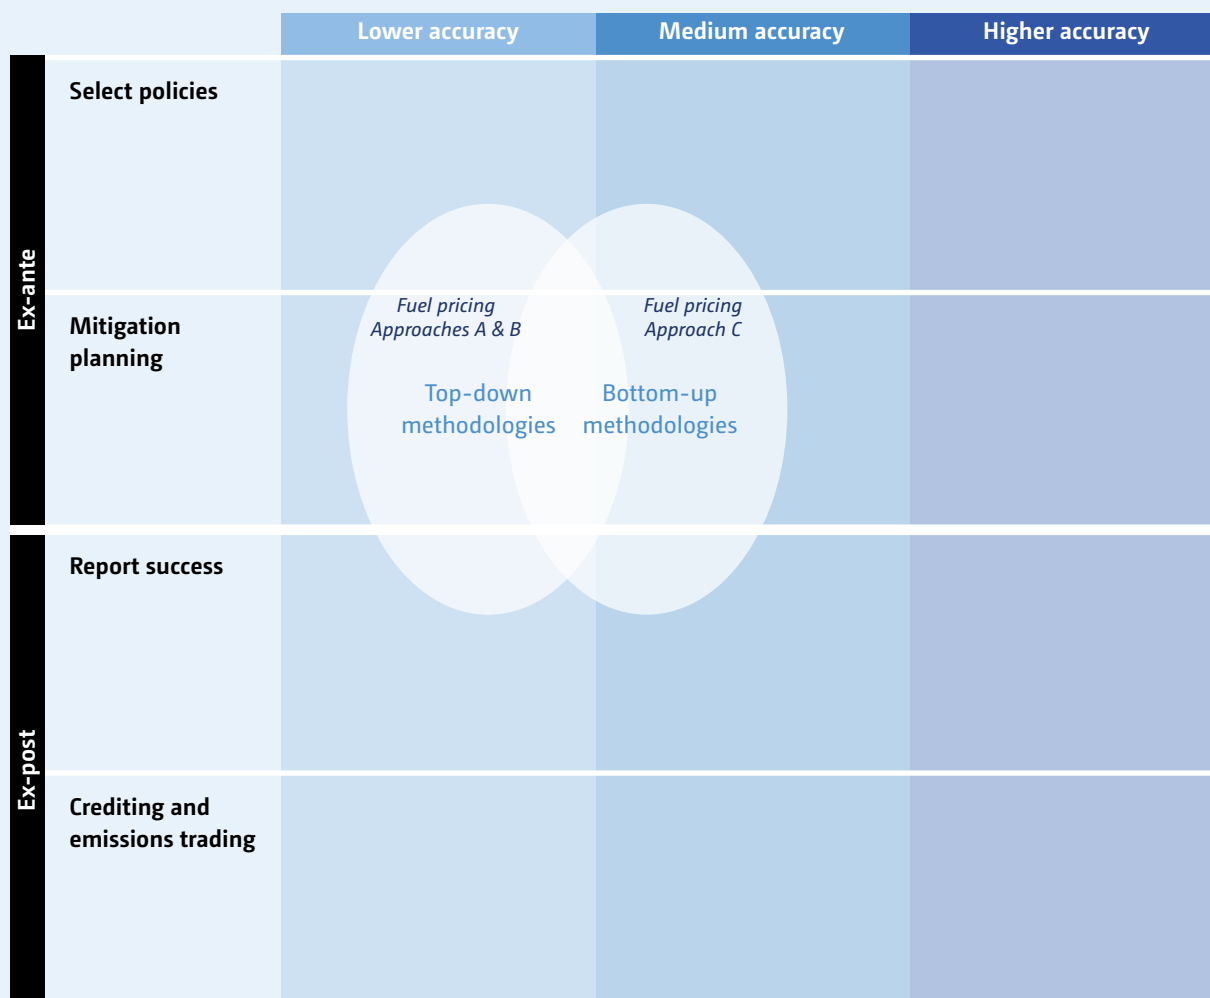 Lower accuracy
Medium accuracy
Higher accuracy
Ex-ante
Select policies
Mitigation
planning
Fuel pricing
Approaches A & B
Fuel pricing
Approach C
Top-down
methodologies
Bottom-up
methodologies
Ex-post
Report success
Crediting and
emissions trading